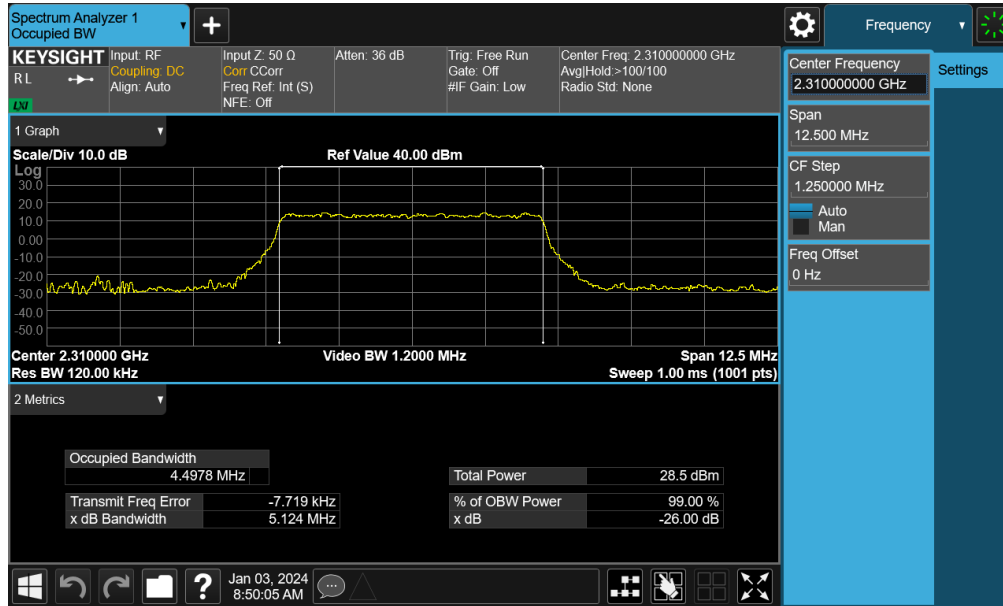 Spectrum Analyzer 1
Occupied BW
Frequency
KEYSIGHT
R L
LXI
Input: RF
Coupling: DC
Align: Auto
Input Z: 50 Ω
Corr CCorr
Freq Ref: Int (S)
NFE: Off
Atten: 36 dB
Trig: Free Run
Gate: Off
#IF Gain: Low
Center Freq: 2.310000000 GHz
Avg|Hold:>100/100
Radio Std: None
Center Frequency
2.310000000 GHz
Settings
Span
12.500 MHz
CF Step
1.250000 MHz
Auto
Man
Freq Offset
0 Hz
1 Graph
Scale/Div 10.0 dB
Ref Value 40.00 dBm
Log
30.0
20.0
10.0
0.00
-10.0
-20.0
-30.0
-40.0
-50.0
Center 2.310000 GHz
Video BW 1.2000 MHz
Span 12.5 MHz
Res BW 120.00 kHz
Sweep 1.00 ms (1001 pts)
2 Metrics
Occupied Bandwidth
4.4978 MHz
Total Power 28.5 dBm
Transmit Freq Error -7.719 kHz
% of OBW Power 99.00 %
x dB Bandwidth 5.124 MHz
x dB -26.00 dB
?
Jan 03, 2024
8:50:05 AM